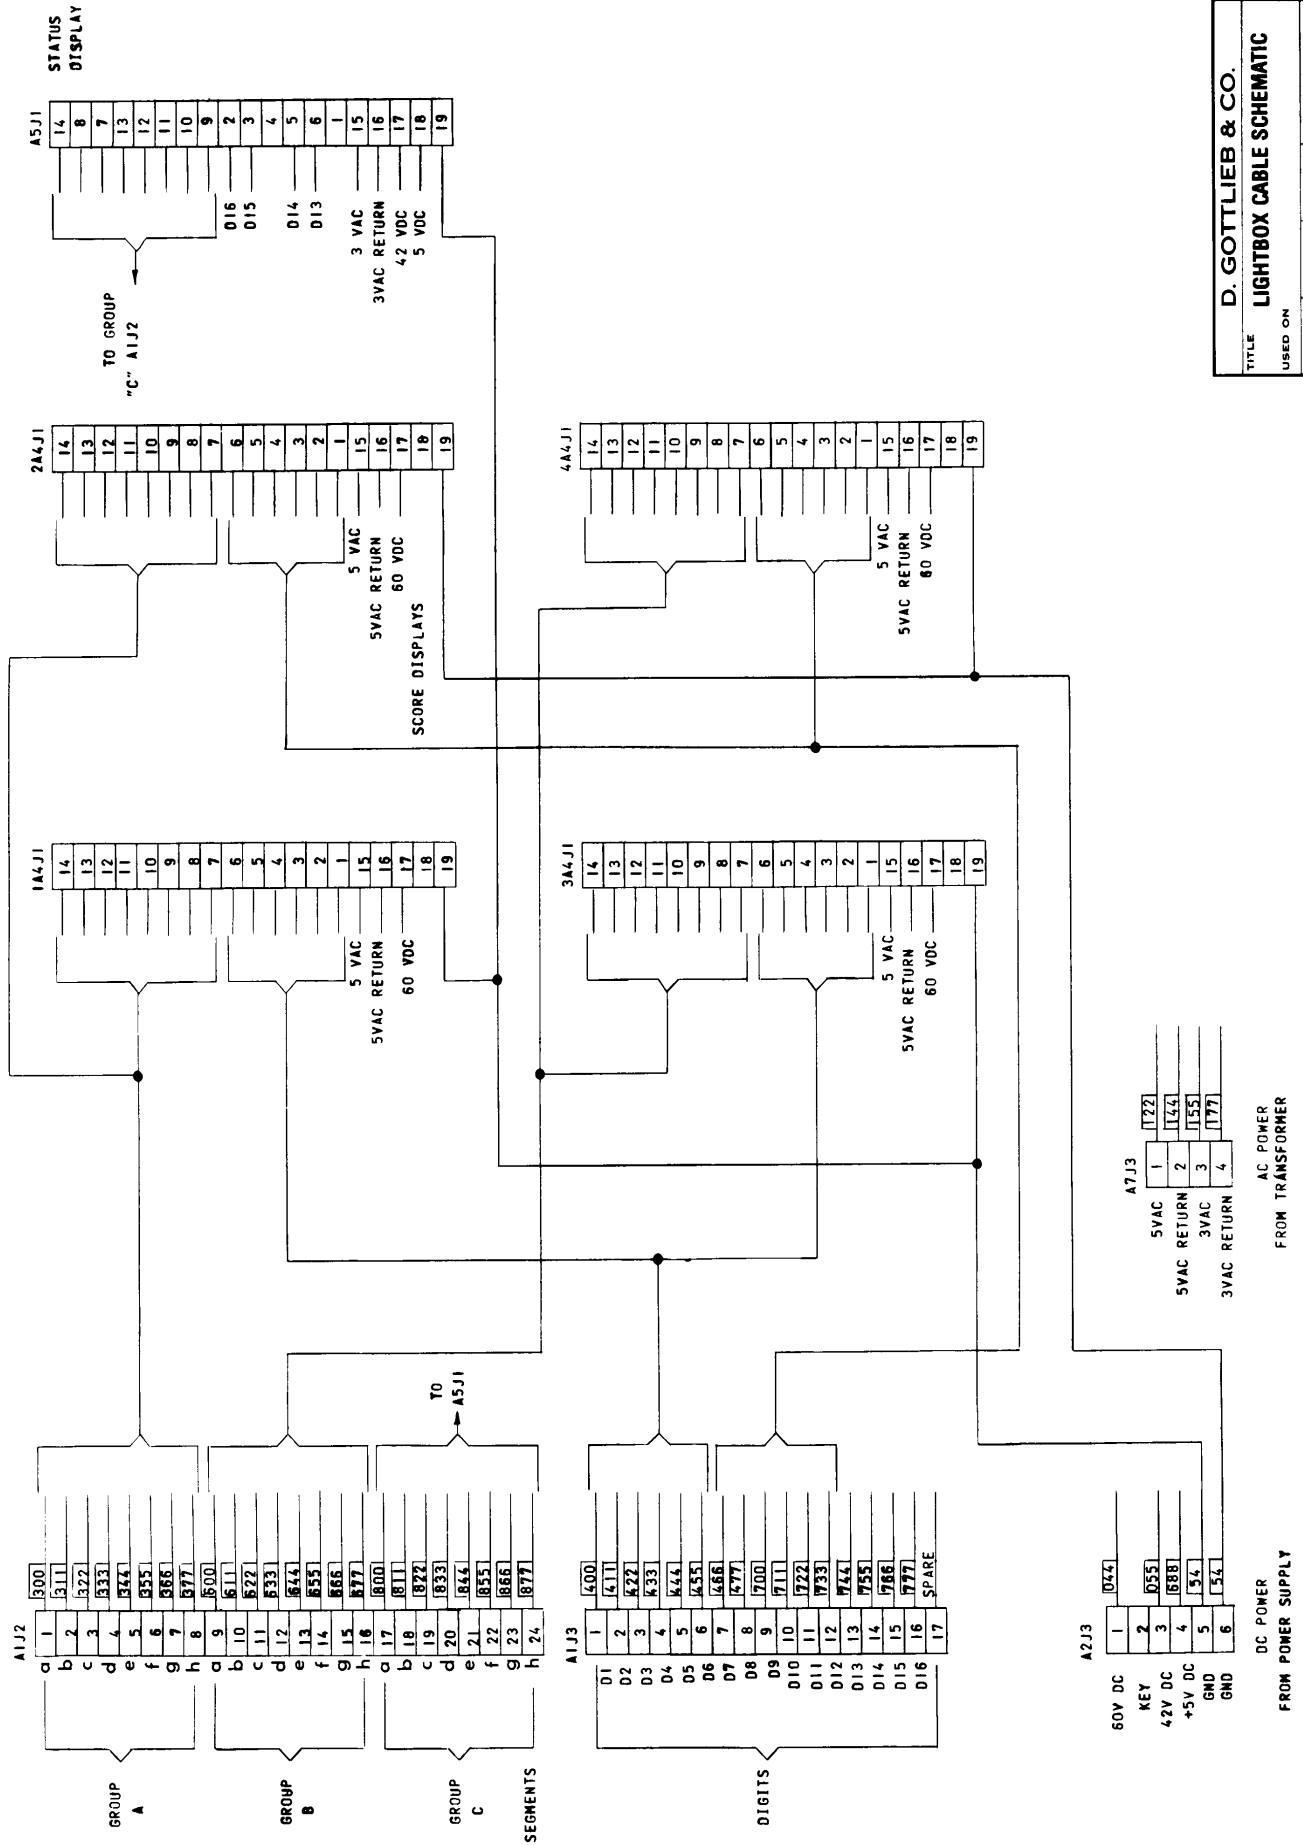 STATUS
DISPLAY
A5J1
14
8
7
13
12
11
10
9
2
3
4
5
6
1
15
16
17
18
19
D16
D15
D14
D13
3 VAC
3VAC RETURN
42 VDC
5 VDC
TO GROUP
"C" A1J2
2A4J1
14
13
12
11
10
9
8
7
6
5
4
3
2
1
15
16
17
18
19
5 VAC
5VAC RETURN
60 VDC
SCORE DISPLAYS
4A4J1
14
13
12
11
10
9
8
7
6
5
4
3
2
1
15
16
17
18
19
5 VAC
5VAC RETURN
60 VDC
1A4J1
14
13
12
11
10
9
8
7
6
5
4
3
2
1
15
16
17
18
19
5 VAC
5VAC RETURN
60 VDC
3A4J1
14
13
12
11
10
9
8
7
6
5
4
3
2
1
15
16
17
18
19
5 VAC
5VAC RETURN
60 VDC
A1J2
a 1 300
b 2 311
c 3 322
d 4 333
e 5 344
f 6 355
g 7 366
h 8 377
a 9 600
b 10 611
c 11 622
d 12 633
e 13 644
f 14 655
g 15 666
h 16 677
a 17 800
b 18 811
c 19 822
d 20 833
e 21 844
f 22 855
g 23 866
h 24 877
GROUP
A
GROUP
B
GROUP
C
SEGMENTS
TO
A5J1
A1J3
1 400
D1 2 411
D2 3 422
D3 4 433
D4 5 444
D5 6 455
D6 7 466
D7 8 477
D8 9 700
D9 10 711
D10 11 722
D11 12 733
D12 13 744
D13 14 755
D14 15 766
D15 16 777
D16 17 SPARE
DIGITS
A2J3
60V DC 1 044
KEY 2
42V DC 3 055
+5V DC 4 688
GND 5 54
GND 6 54
DC POWER
FROM POWER SUPPLY
A7J3
5VAC 1 122
5VAC RETURN 2 144
3VAC 3 155
3VAC RETURN 4 177
AC POWER
FROM TRANSFORMER
D. GOTTLIEB & CO.
TITLE
LIGHTBOX CABLE SCHEMATIC
USED ON